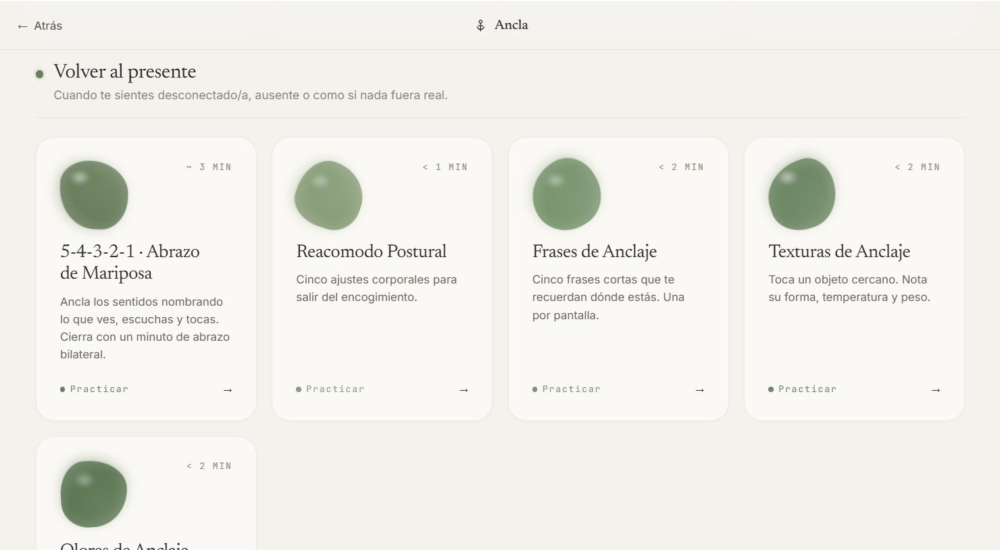 ← Atrás
Ancla
Volver al presente
Cuando te sientes desconectado/a, ausente o como si nada fuera real.
~ 3 MIN
5-4-3-2-1 · Abrazo
de Mariposa
Ancla los sentidos nombrando
lo que ves, escuchas y tocas.
Cierra con un minuto de abrazo
bilateral.
Practicar →
< 1 MIN
Reacomodo Postural
Cinco ajustes corporales para
salir del encogimiento.
Practicar →
< 2 MIN
Frases de Anclaje
Cinco frases cortas que te
recuerdan dónde estás. Una
por pantalla.
Practicar →
< 2 MIN
Texturas de Anclaje
Toca un objeto cercano. Nota
su forma, temperatura y peso.
Practicar →
< 2 MIN
Olores de Anclaje